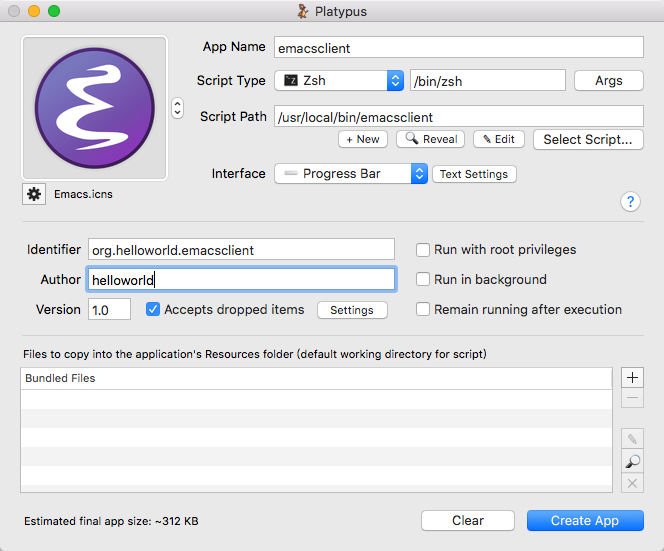 Platypus
App Name emacsclient
Script Type Zsh /bin/zsh Args
Script Path /usr/local/bin/emacsclient
+ New Reveal Edit Select Script...
Interface Progress Bar Text Settings
Emacs.icns
?
Identifier org.helloworld.emacsclient Run with root privileges
Author helloworld Run in background
Version 1.0 Accepts dropped items Settings Remain running after execution
Files to copy into the application's Resources folder (default working directory for script)
Bundled Files
Estimated final app size: ~312 KB Clear Create App